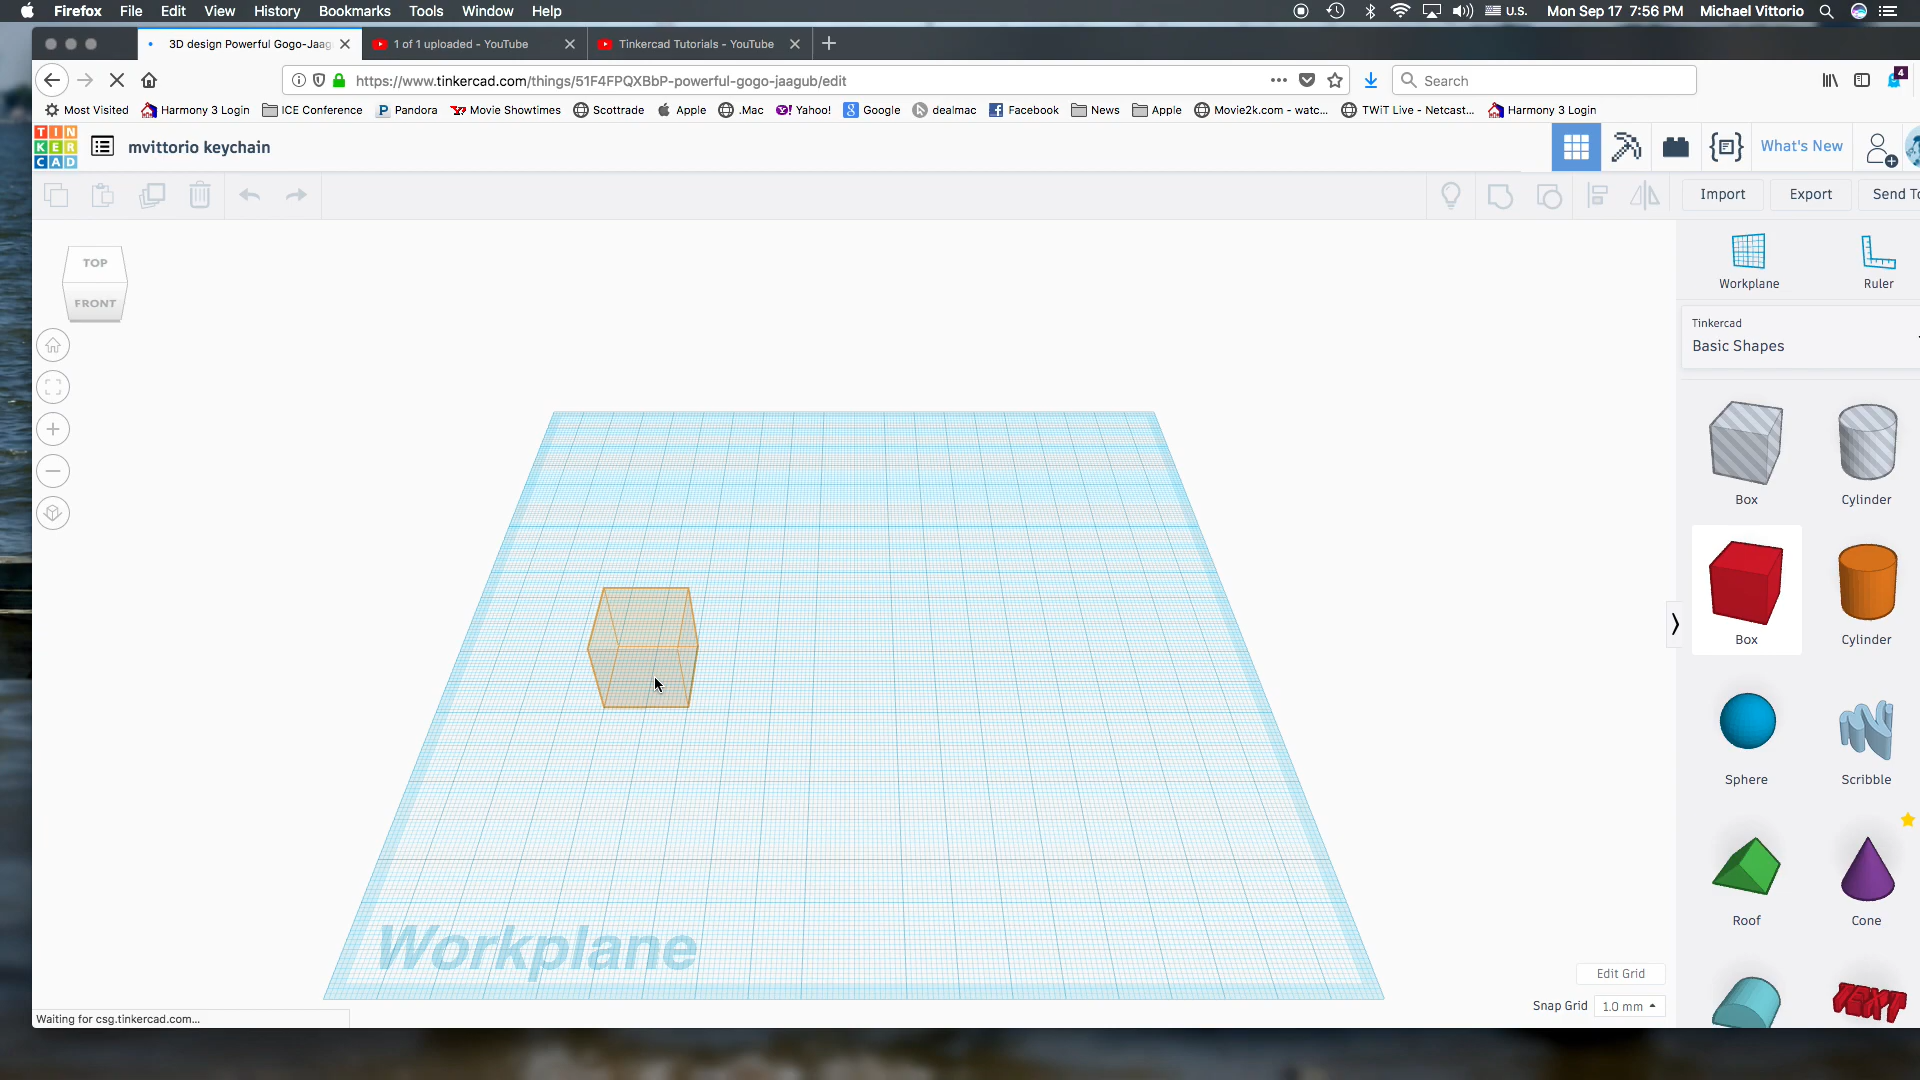 Firefox File Edit View History Bookmarks Tools Window Help
U.S. Mon Sep 17 7:56 PM Michael Vittorio
3D design Powerful Gogo-Jaag
1 of 1 uploaded - YouTube
Tinkercad Tutorials - YouTube
https://www.tinkercad.com/things/51F4FPQXBbP-powerful-gogo-jaagub/edit
Search
4
Most Visited Harmony 3 Login ICE Conference Pandora Movie Showtimes Scottrade Apple .Mac Yahoo! Google dealmac Facebook News Apple Movie2k.com - watc... TWiT Live - Netcast... Harmony 3 Login
TIN
KER
CAD
mvittorio keychain
What's New
Import Export Send To
TOP
FRONT
Workplane Ruler
Tinkercad
Basic Shapes
Box Cylinder
Box Cylinder
Sphere Scribble
Roof Cone
TEXT
Workplane
Edit Grid
Snap Grid 1.0 mm
Waiting for csg.tinkercad.com...